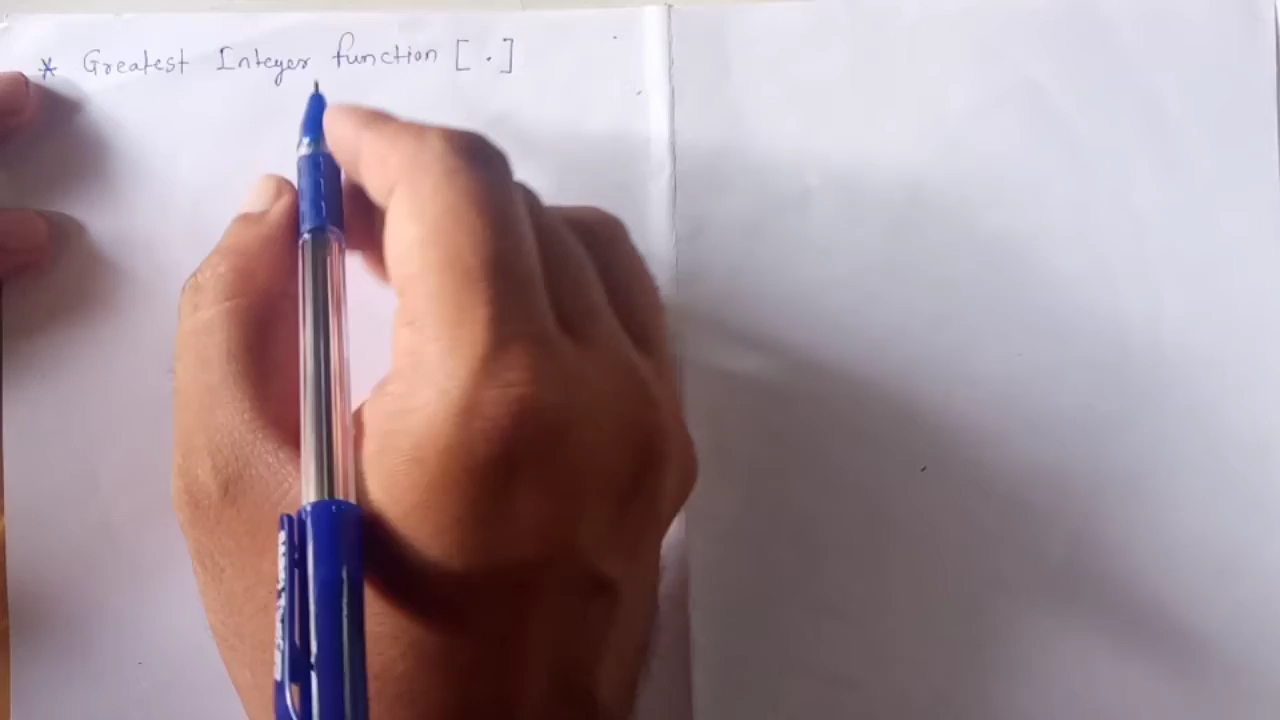 * Greatest Integer function [ . ]